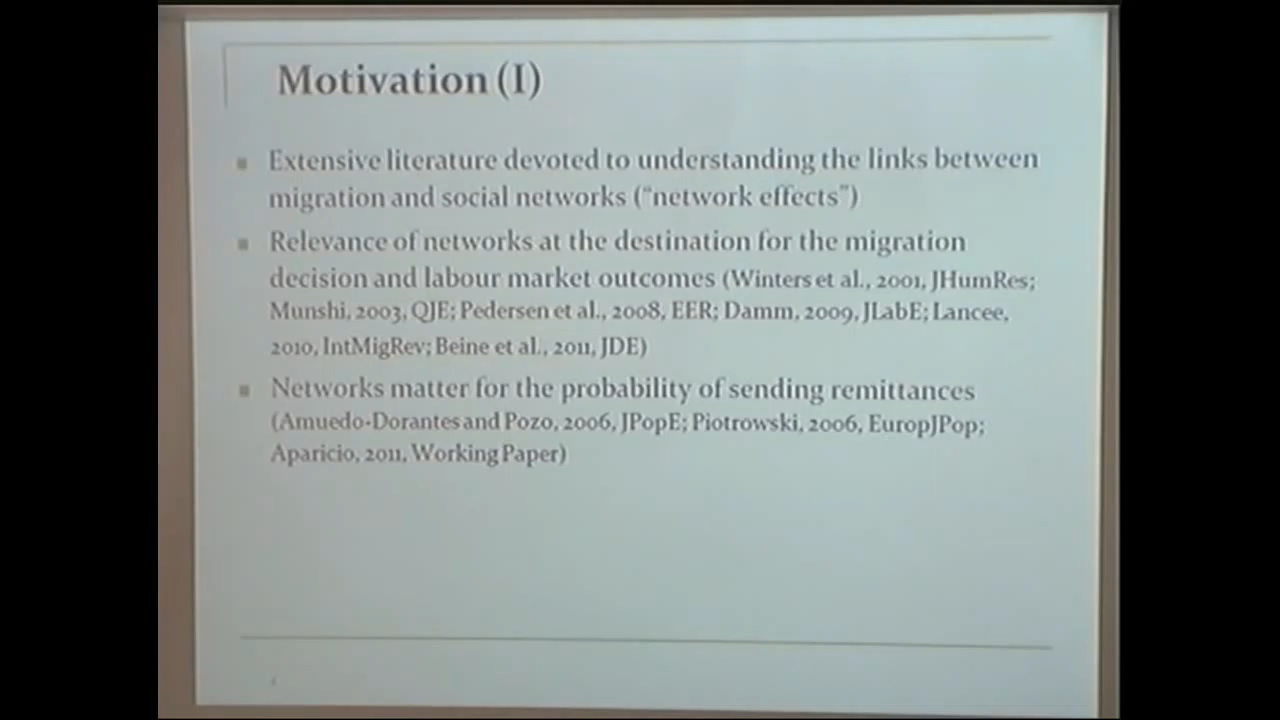 Motivation (I)
Extensive literature devoted to understanding the links between
migration and social networks (“network effects”)
Relevance of networks at the destination for the migration
decision and labour market outcomes (Winters et al., 2001, JHumRes;
Munshi, 2003, QJE; Pedersen et al., 2008, EER; Damm, 2009, JLabE; Lancee,
2010, IntMigRev; Beine et al., 2011, JDE)
Networks matter for the probability of sending remittances
(Amuedo-Dorantes and Pozo, 2006, JPopE; Piotrowski, 2006, EuropJPop;
Aparicio, 2011, Working Paper)